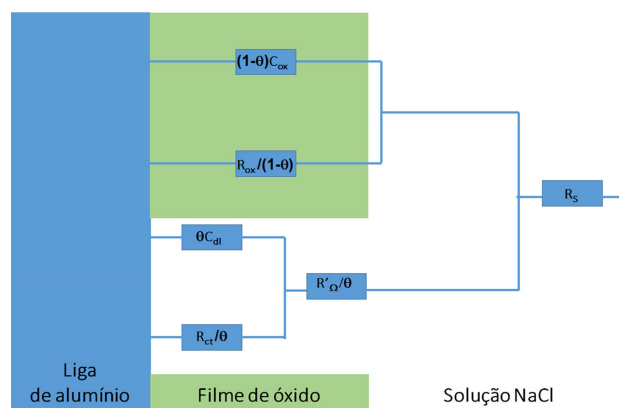 (1-θ)Cox
Rox/(1-θ)
RS
θCdl
R'Ω/θ
Rct/θ
Liga
de alumínio
Filme de óxido
Solução NaCl